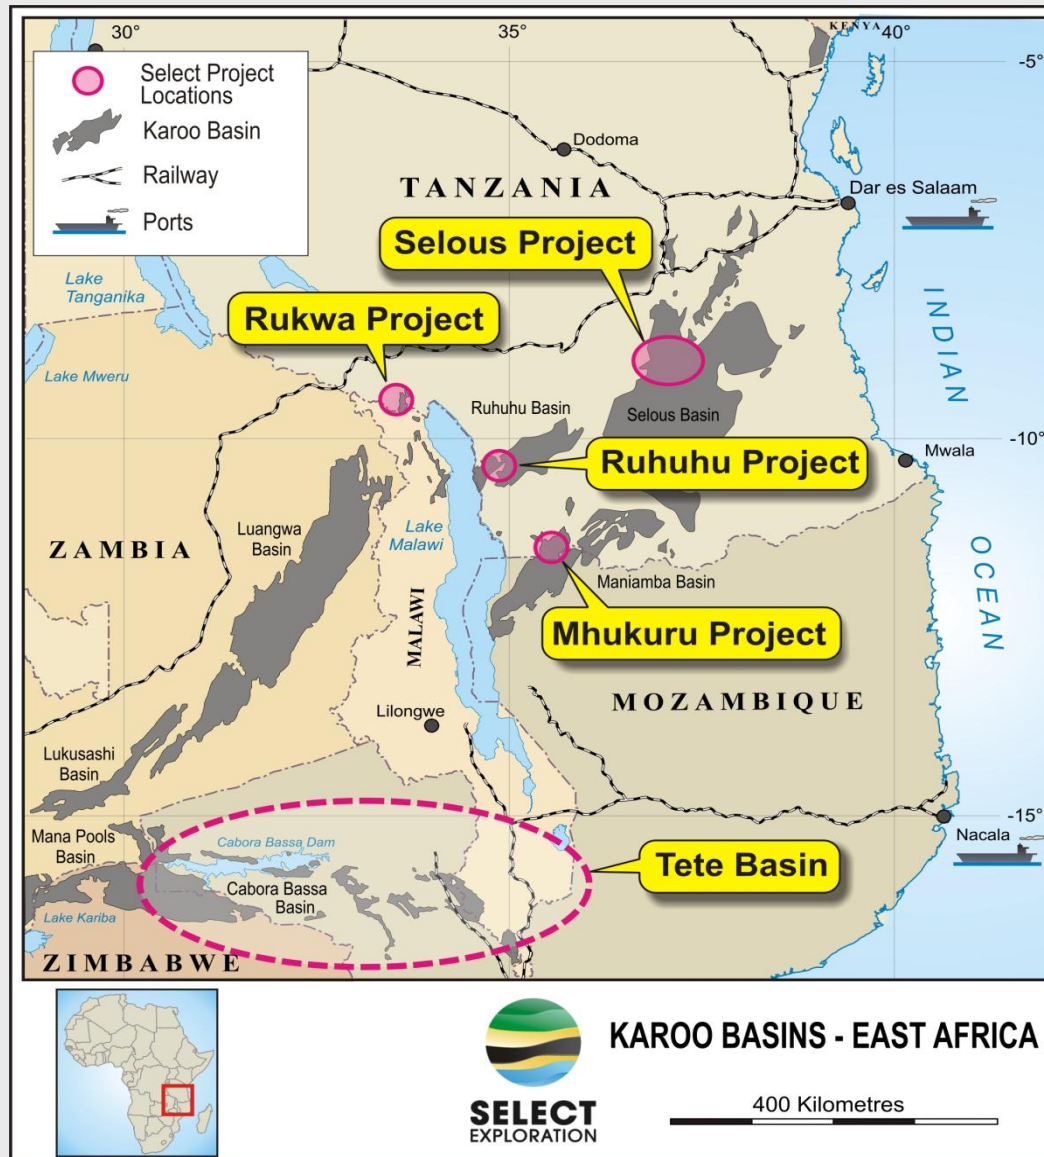 30°
35°
40°
KENYA
-5°
Select Project
Locations
Karoo Basin
Railway
Ports
Dodoma
TANZANIA
Dar es Salaam
Selous Project
Lake
Tanganika
Rukwa Project
INDIAN
Lake Mweru
Ruhuhu Basin
Selous Basin
-10°
Mwala
Ruhuhu Project
Luangwa
Basin
Lake
Malawi
ZAMBIA
OCEAN
Maniamba Basin
MALAWI
Mhukuru Project
MOZAMBIQUE
Lilongwe
Lukusashi
Basin
-15°
Mana Pools
Basin
Cabora Bassa Dam
Nacala
Tete Basin
Cabora Bassa
Basin
Lake Kariba
ZIMBABWE
KAROO BASINS - EAST AFRICA
SELECT
EXPLORATION
400 Kilometres